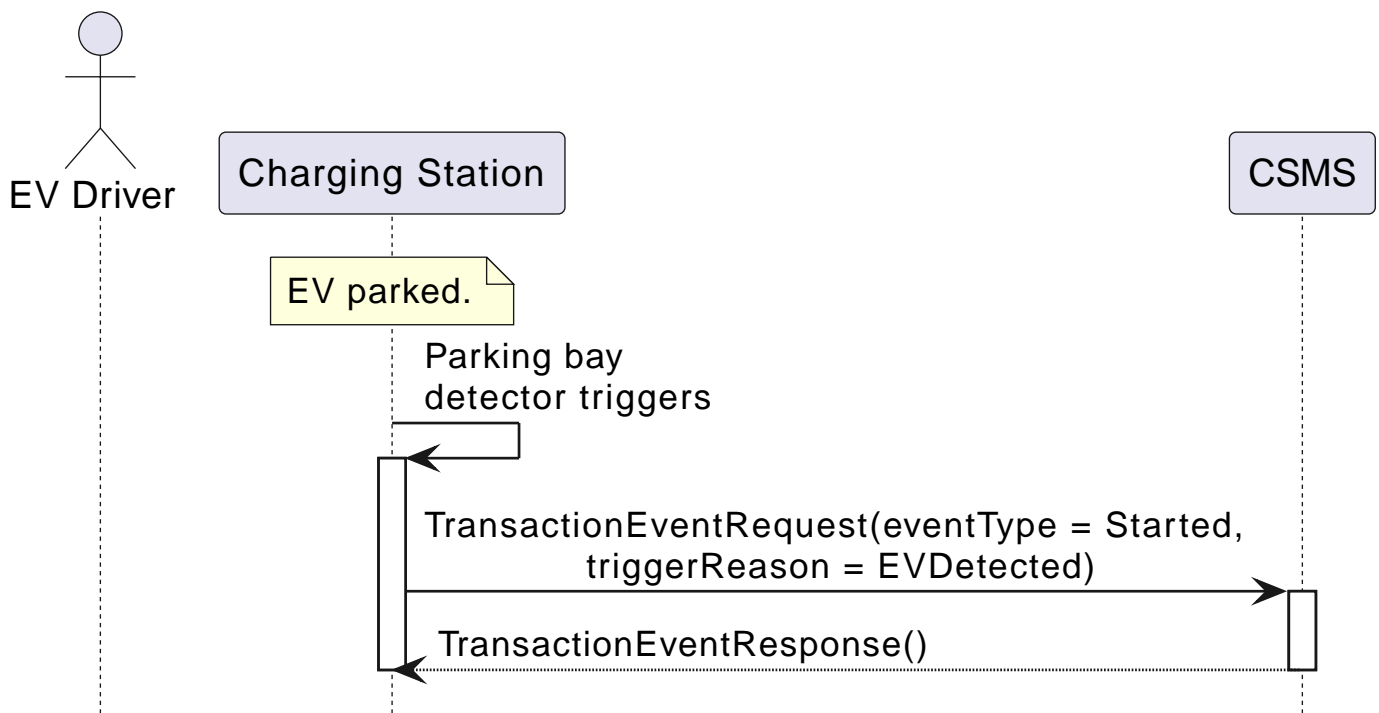 EV Driver
Charging Station
CSMS
EV parked.
Parking bay
detector triggers
TransactionEventRequest(eventType = Started,
triggerReason = EVDetected)
TransactionEventResponse()